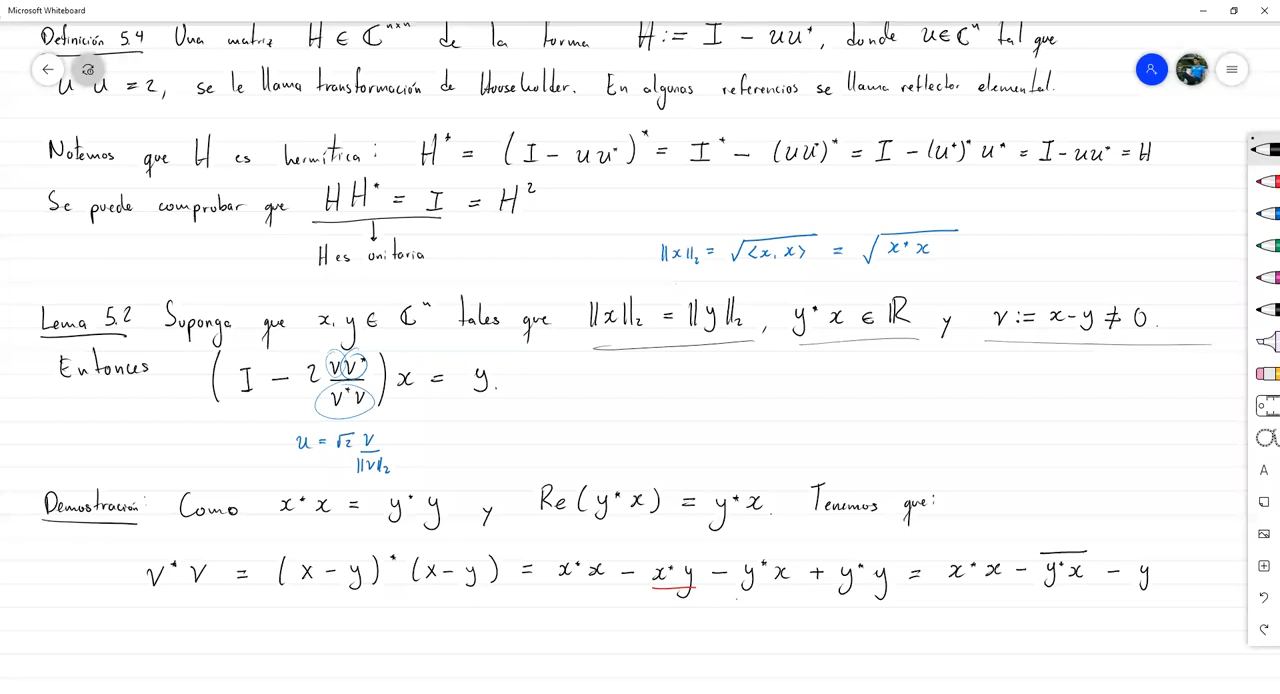 Microsoft Whiteboard
Definición 5.4 Una matriz H ∈ ℂⁿˣⁿ de la forma H := I - uu*, donde u ∈ ℂⁿ tal que
u u = 2, se le llama transformación de Householder. En algunas referencias se llama reflector elemental.
Notemos que H es hermítica: H* = (I - uu*)* = I* - (uu*)* = I - (u*)* u* = I - uu* = H
Se puede comprobar que HH* = I = H²
H es unitaria
||x||₂ = √⟨x, x⟩ = √x*x
Lema 5.2 Suponga que x, y ∈ ℂⁿ tales que ||x||₂ = ||y||₂, y*x ∈ ℝ y v := x-y ≠ 0.
Entonces (I - 2 vv*/v*v) x = y.
u = √2 v/||v||₂
Demostración: Como x*x = y*y y Re(y*x) = y*x. Tenemos que:
v*v = (x-y)*(x-y) = x*x - x*y - y*x + y*y = x*x - y̅*̅x̅ - y
A